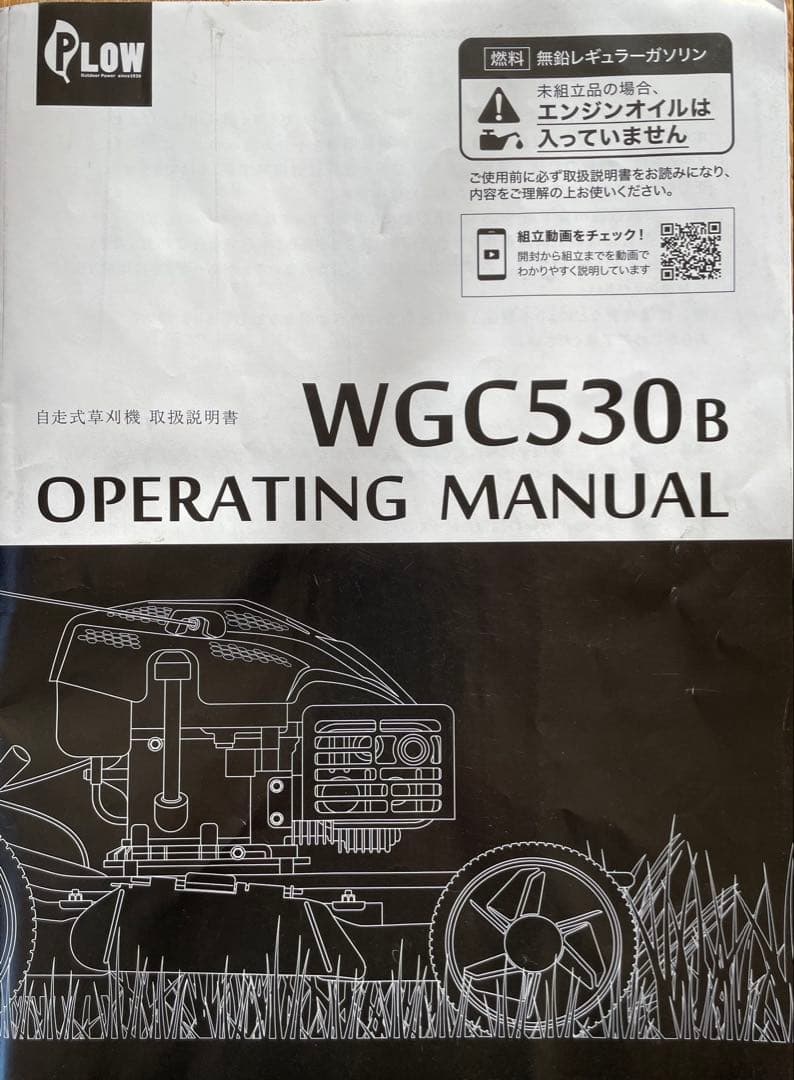 PLOW
Outdoor Power since1920
燃料 無鉛レギュラーガソリン
未組立品の場合、
エンジンオイルは
入っていません
ご使用前に必ず取扱説明書をお読みになり、
内容をご理解の上お使いください。
組立動画をチェック！
開封から組立までを動画で
わかりやすく説明しています
自走式草刈機 取扱説明書
WGC530B
OPERATING MANUAL